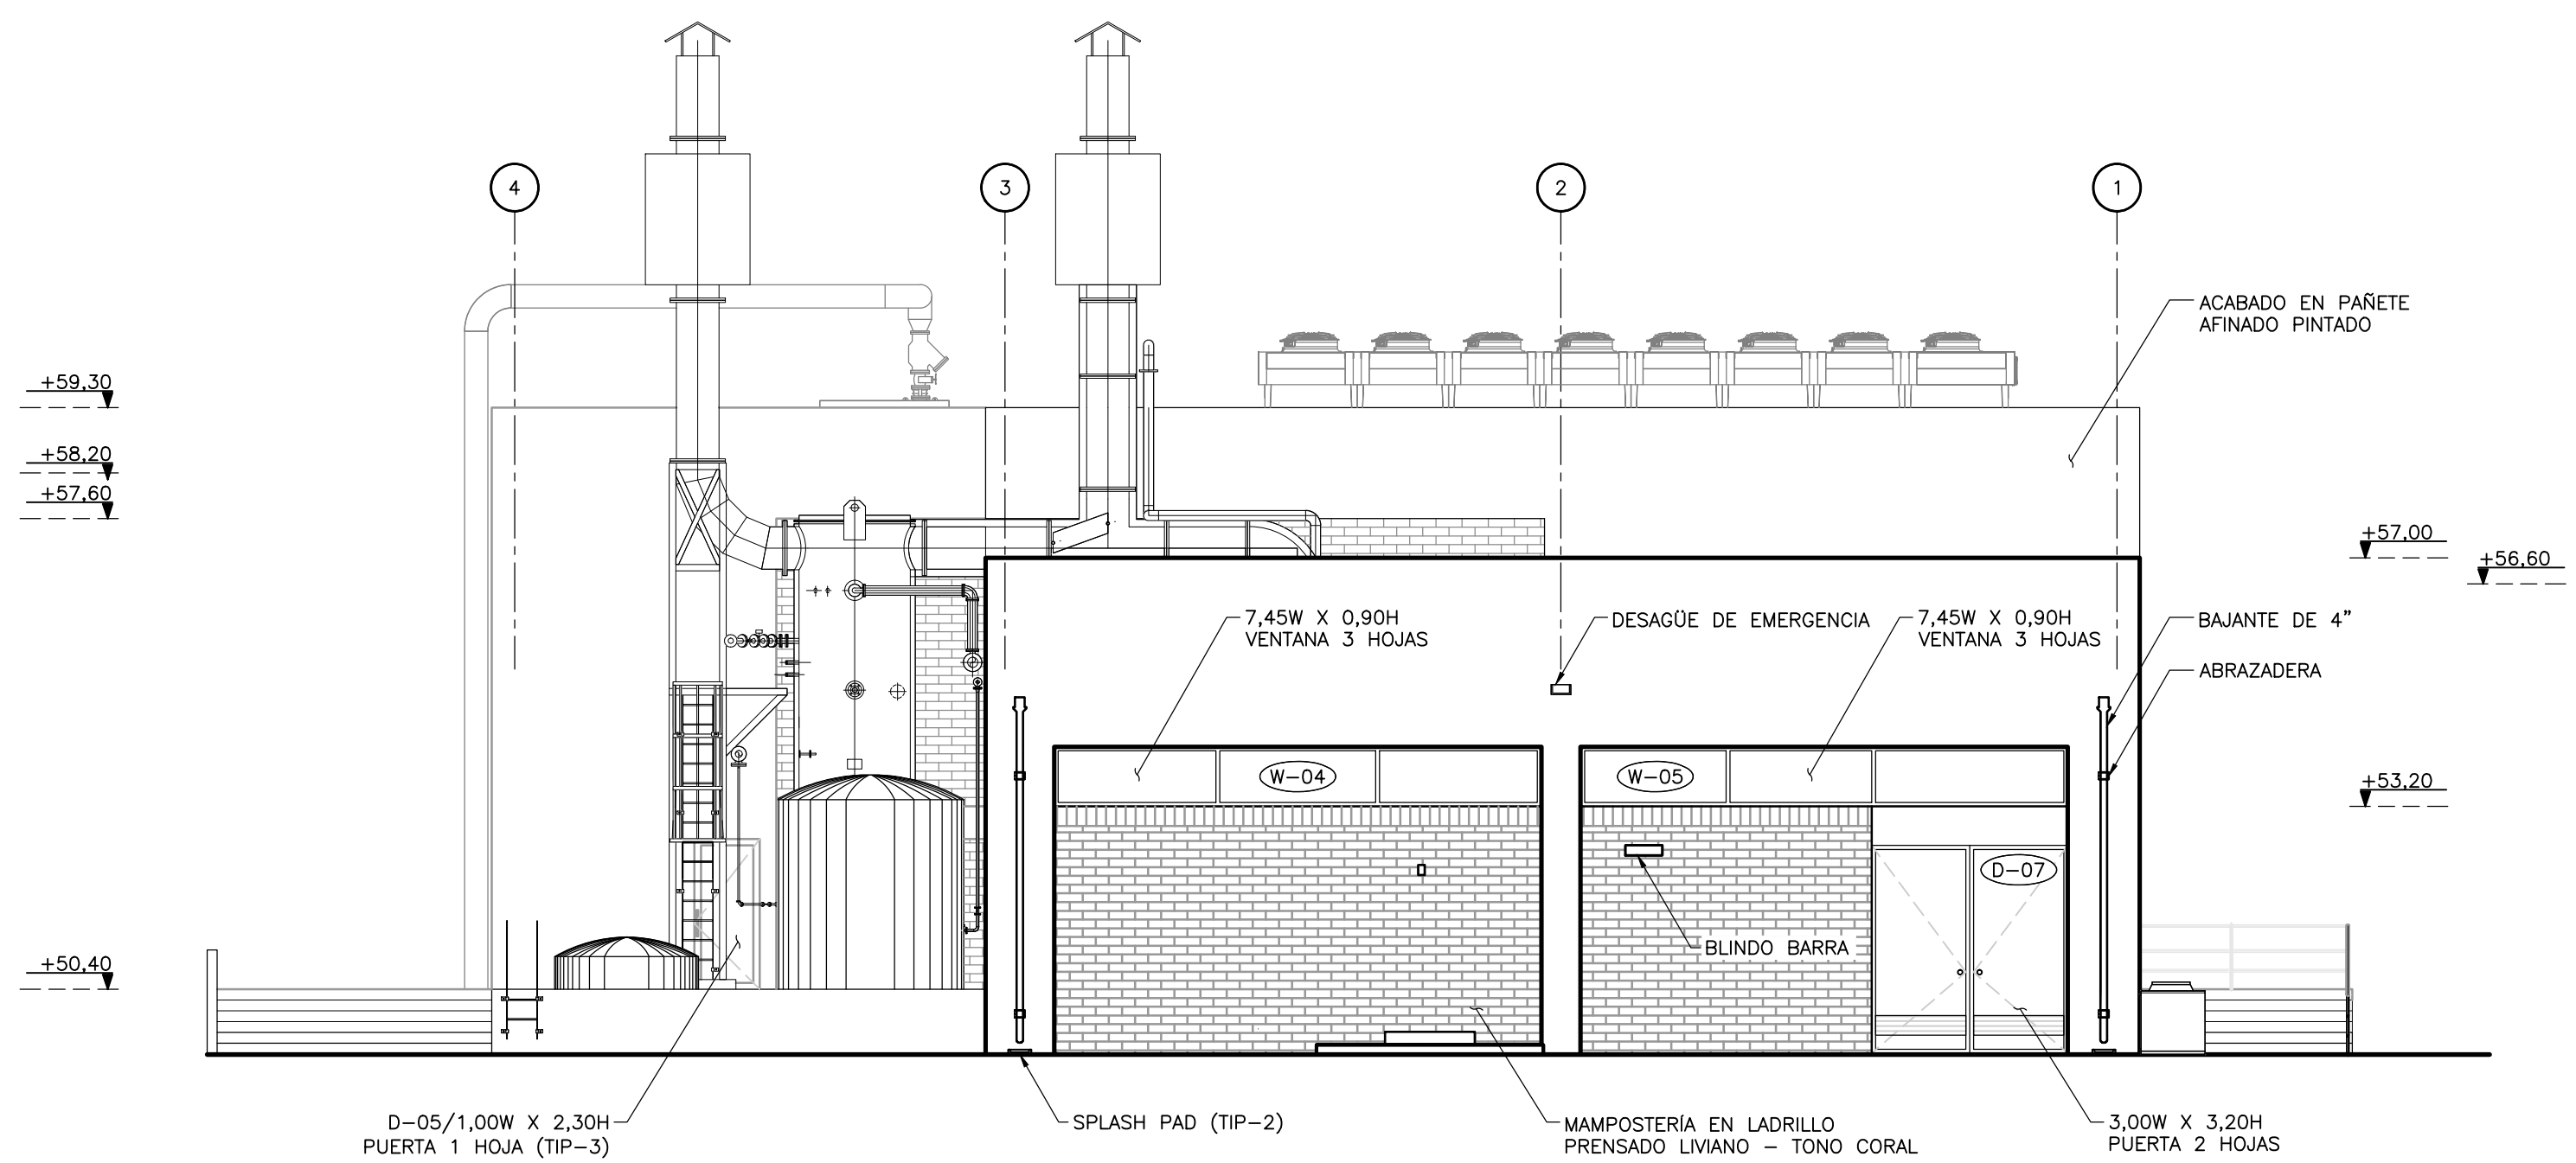 4
3
2
1
ACABADO EN PAÑETE
AFINADO PINTADO
+59,30
+58,20
+57,60
+57,00
+56,60
7,45W X 0,90H
VENTANA 3 HOJAS
DESAGÜE DE EMERGENCIA
7,45W X 0,90H
VENTANA 3 HOJAS
BAJANTE DE 4”
ABRAZADERA
W-04
W-05
+53,20
D-07
BLINDO BARRA
+50,40
D-05/1,00W X 2,30H
PUERTA 1 HOJA (TIP-3)
SPLASH PAD (TIP-2)
MAMPOSTERÍA EN LADRILLO
PRENSADO LIVIANO - TONO CORAL
3,00W X 3,20H
PUERTA 2 HOJAS